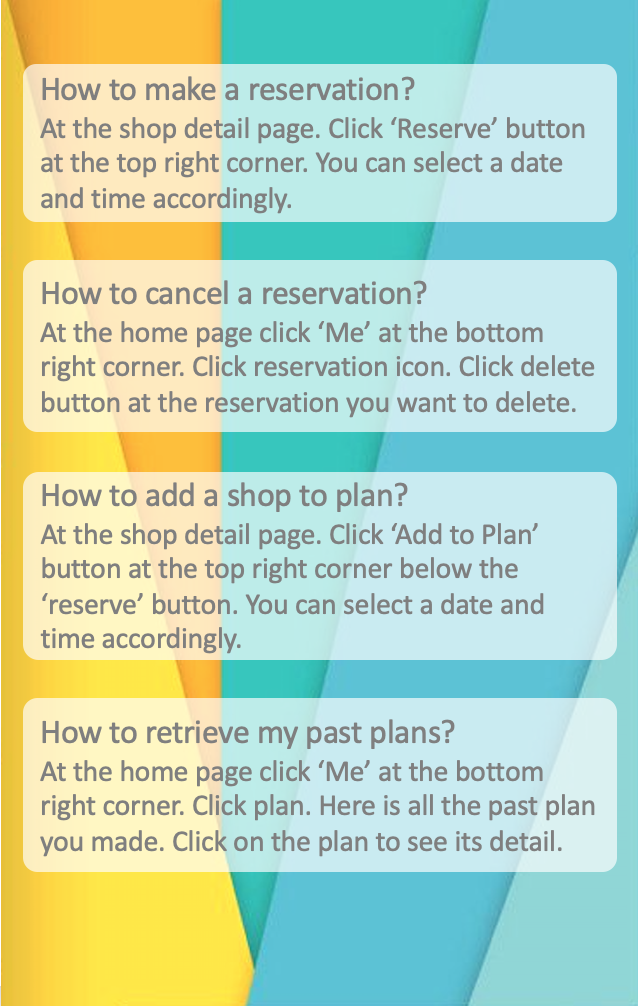 How to make a reservation?
At the shop detail page. Click ‘Reserve’ button
at the top right corner. You can select a date
and time accordingly.
How to cancel a reservation?
At the home page click ‘Me’ at the bottom
right corner. Click reservation icon. Click delete
button at the reservation you want to delete.
How to add a shop to plan?
At the shop detail page. Click ‘Add to Plan’
button at the top right corner below the
‘reserve’ button. You can select a date and
time accordingly.
How to retrieve my past plans?
At the home page click ‘Me’ at the bottom
right corner. Click plan. Here is all the past plan
you made. Click on the plan to see its detail.